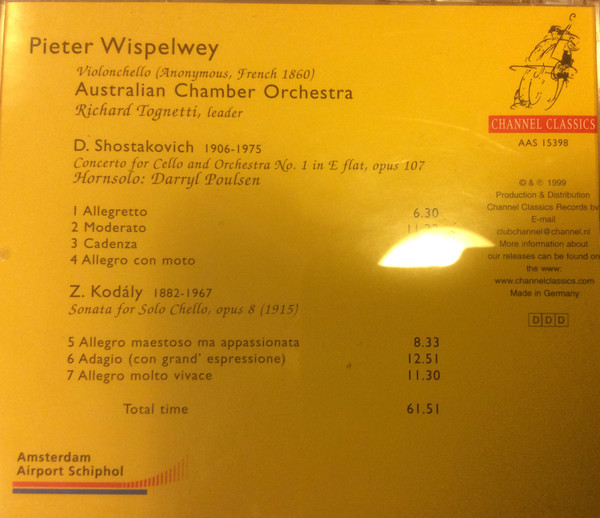 Pieter Wispelwey
Violonchello (Anonymous, French 1860)
Australian Chamber Orchestra
Richard Tognetti, leader
D. Shostakovich 1906-1975
Concerto for Cello and Orchestra No. 1 in E flat, opus 107
Hornsolo: Darryl Poulsen
1 Allegretto 6.30
2 Moderato
3 Cadenza
4 Allegro con moto
Z. Kodály 1882-1967
Sonata for Solo Chello, opus 8 (1915)
5 Allegro maestoso ma appassionata 8.33
6 Adagio (con grand' espressione) 12.51
7 Allegro molto vivace 11.30
Total time 61.51
Amsterdam
Airport Schiphol
CHANNEL CLASSICS
AAS 15398
© & ℗ 1999
Production & Distribution
Channel Classics Records bv
E-mail
clubchannel@channel.nl
More information about
our releases can be found on
the www:
www.channelclassics.com
Made in Germany
DDD